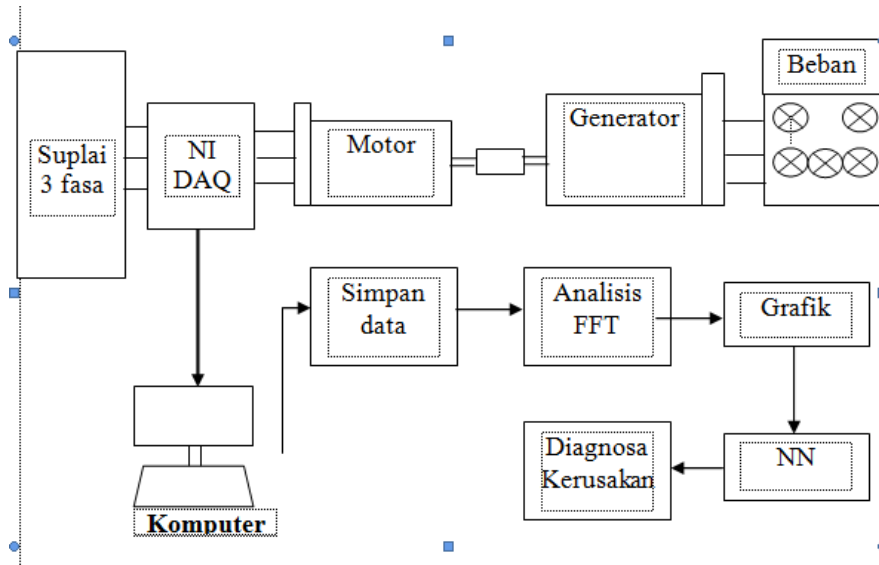 Beban
Suplai
3 fasa
NI
DAQ
Motor
Generator
Simpan
data
Analisis
FFT
Grafik
Diagnosa
Kerusakan
NN
Komputer